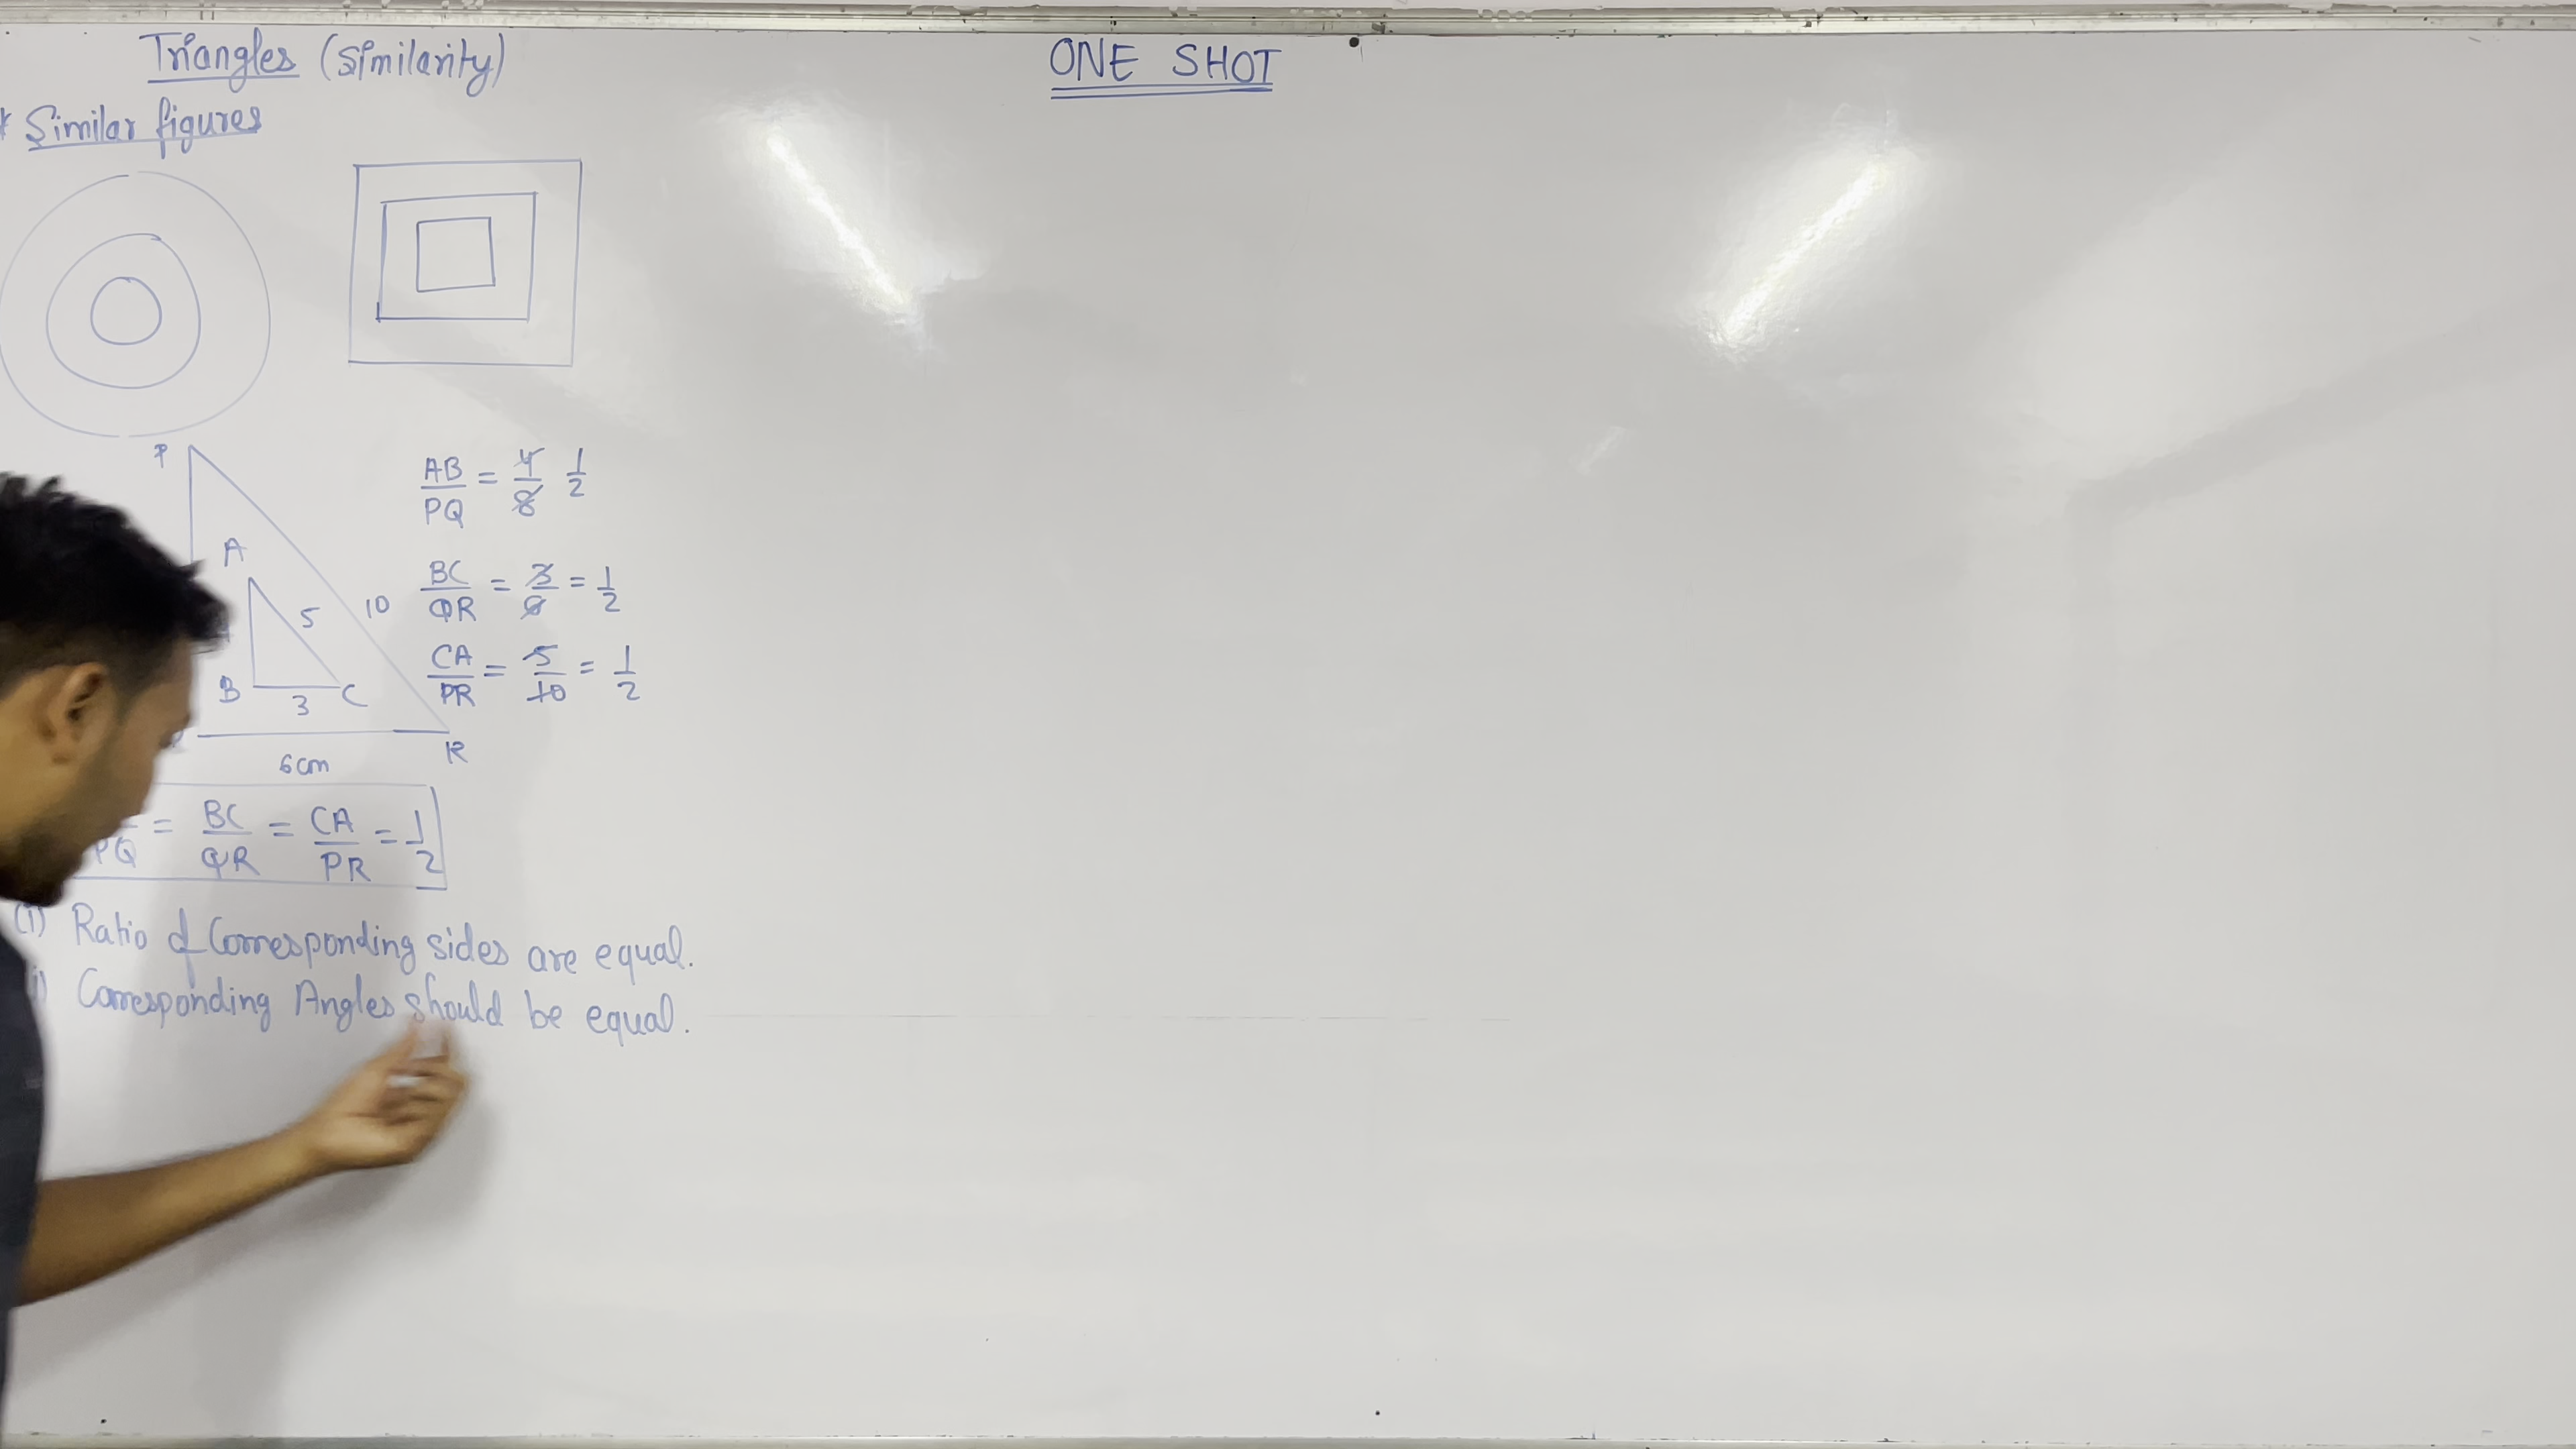 Triangles (Similarity)
ONE SHOT
* Similar figures
P
A
5
10
B
3
C
R
6cm
AB/PQ = 4/8 1/2
BC/QR = 3/6 = 1/2
CA/PR = 5/10 = 1/2
PQ = BC/QR = CA/PR = 1/2
(i) Ratio of Corresponding sides are equal.
Corresponding Angles should be equal.